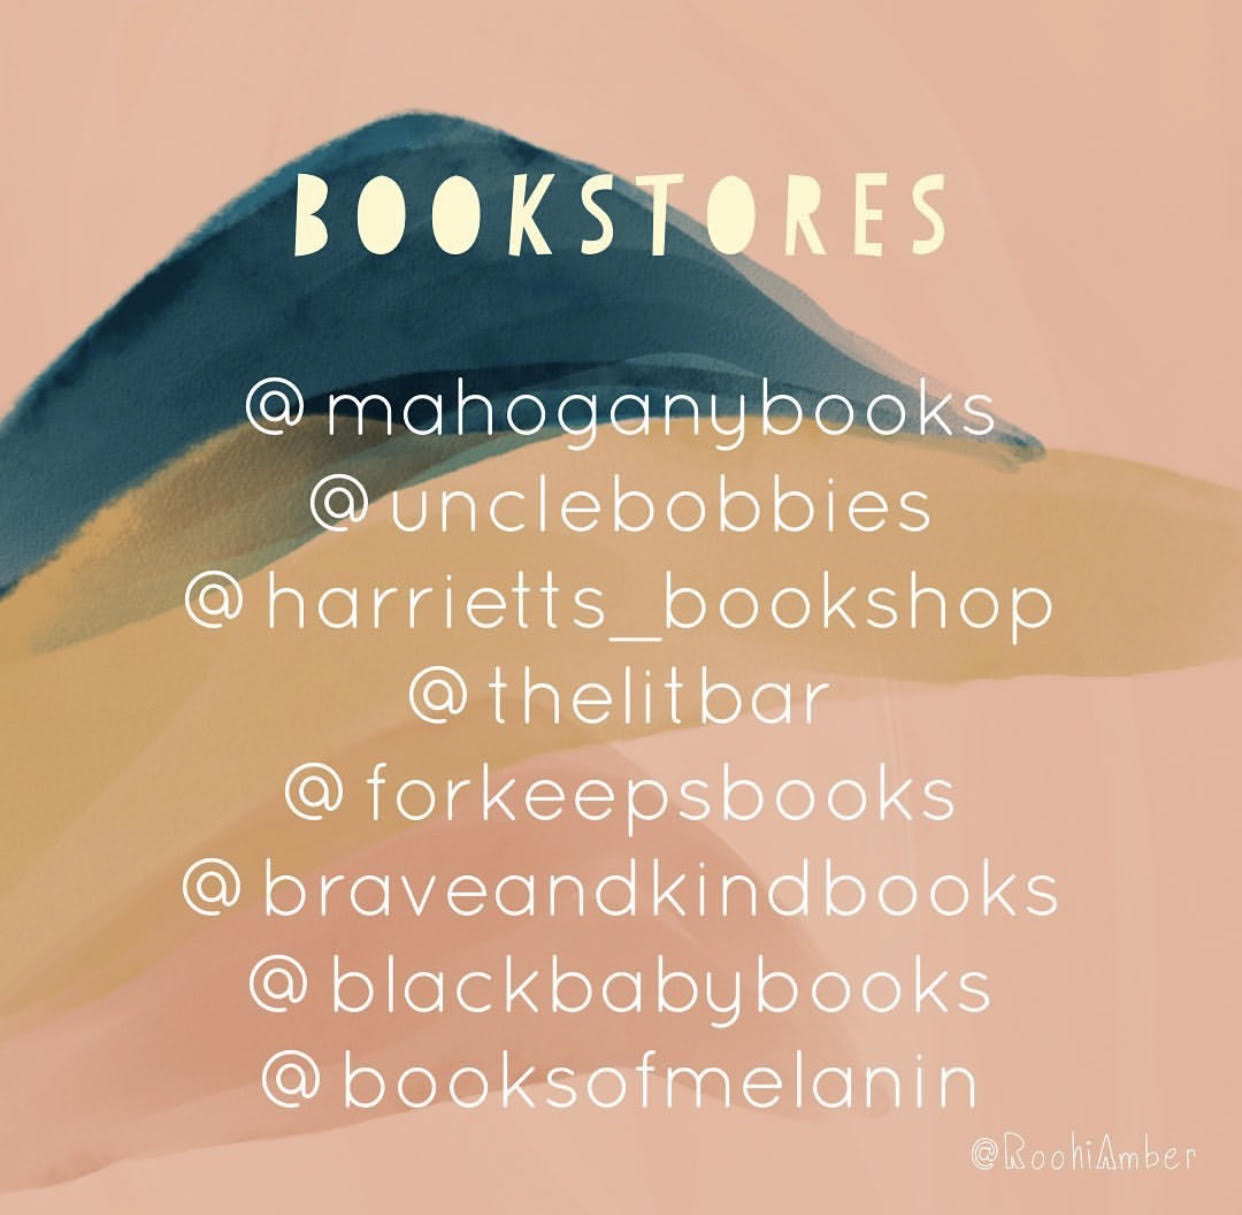 BOOKSTORES
@mahoganybooks
@unclebobbies
@harrietts_bookshop
@thelitbar
@forkeepsbooks
@braveandkindbooks
@blackbabybooks
@booksofmelanin
@RoohiAmber